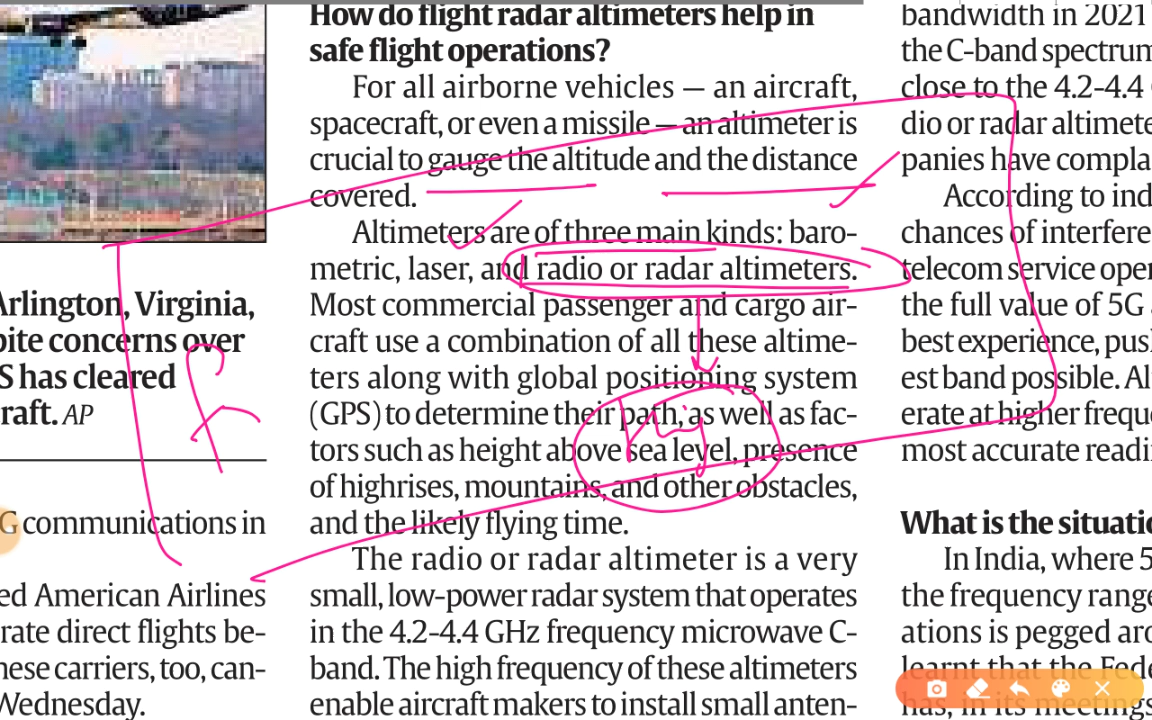 Arlington, Virginia,
pite concerns over
S has cleared
raft. AP
G communications in
ed American Airlines
rate direct flights be-
hese carriers, too, can-
Wednesday.
How do flight radar altimeters help in
safe flight operations?
For all airborne vehicles — an aircraft,
spacecraft, or even a missile — an altimeter is
crucial to gauge the altitude and the distance
covered.
Altimeters are of three main kinds: baro-
metric, laser, and radio or radar altimeters.
Most commercial passenger and cargo air-
craft use a combination of all these altime-
ters along with global positioning system
(GPS) to determine their path, as well as fac-
tors such as height above sea level, presence
of highrises, mountains, and other obstacles,
and the likely flying time.
The radio or radar altimeter is a very
small, low-power radar system that operates
in the 4.2-4.4 GHz frequency microwave C-
band. The high frequency of these altimeters
enable aircraft makers to install small anten-
bandwidth in 2021
the C-band spectrum
close to the 4.2-4.4
dio or radar altimete
panies have compla
According to ind
chances of interfere
telecom service oper
the full value of 5G
best experience, pus
est band possible. Al
erate at higher freque
most accurate readi
What is the situatio
In India, where 5
the frequency range
ations is pegged aro
learnt that the Fede
has, in its meetings